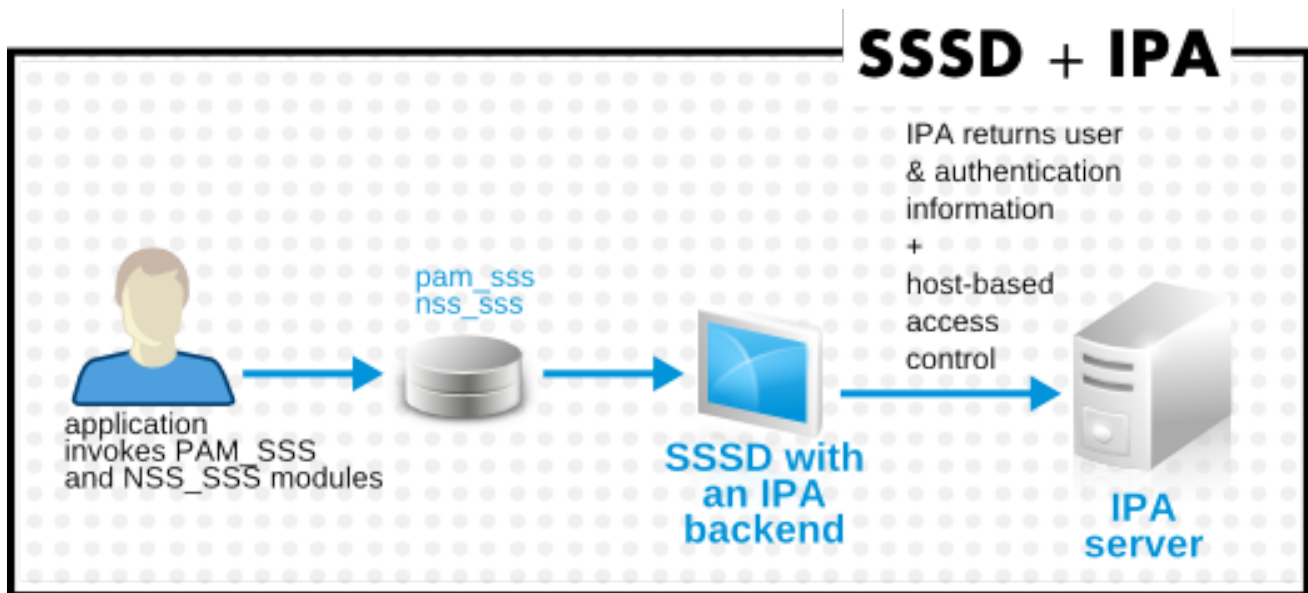 SSSD + IPA
IPA returns user
& authentication
information
+
host-based
access
control
pam_sss
nss_sss
application
invokes PAM_SSS
and NSS_SSS modules
SSSD with
an IPA
backend
IPA
server